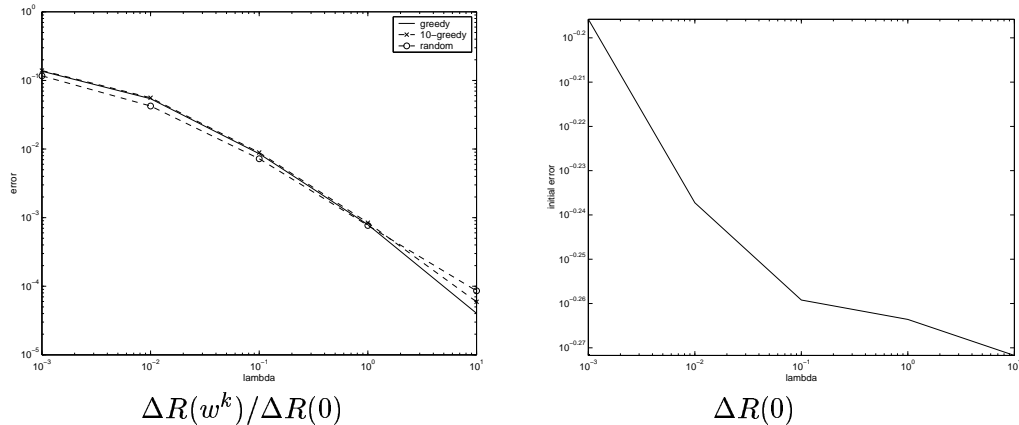 10^0
10^-1
10^-2
10^-3
10^-4
10^-5
error
greedy
10-greedy
random
10^-3
10^-2
10^-1
10^0
10^1
lambda
ΔR(w^k)/ΔR(0)
10^-0.2
10^-0.21
10^-0.22
10^-0.23
10^-0.24
10^-0.25
10^-0.26
10^-0.27
initial error
10^-3
10^-2
10^-1
10^0
10^1
lambda
ΔR(0)